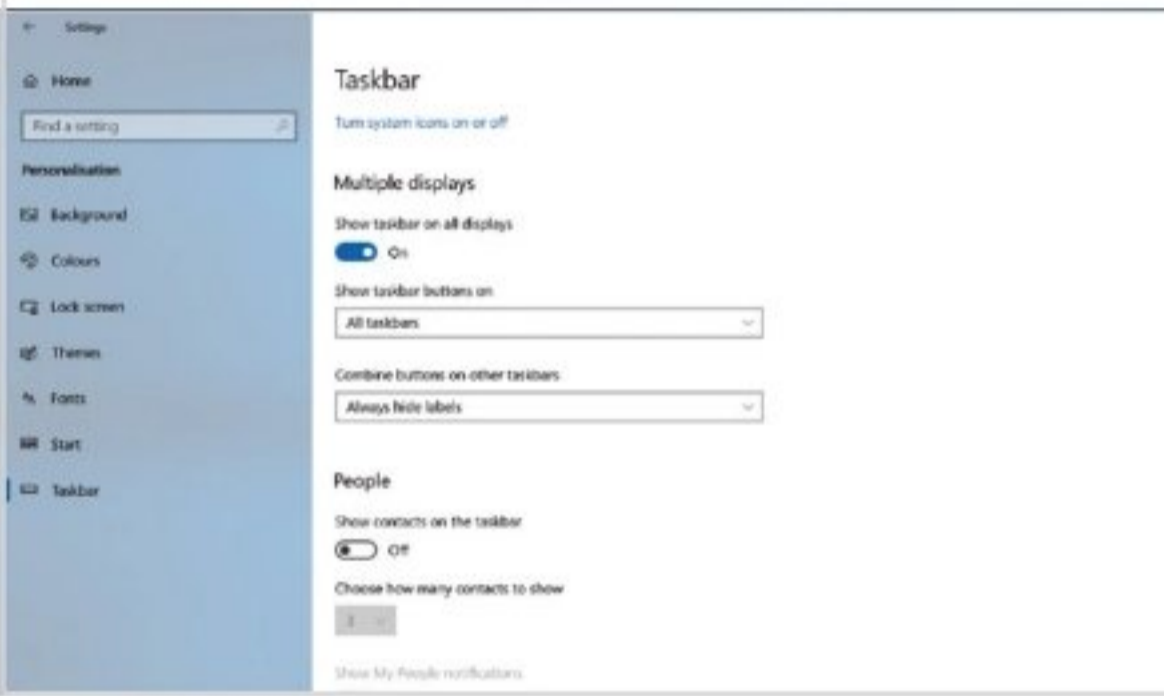 Settings
Home
Find a setting
Personalisation
Background
Colours
Lock screen
Themes
Fonts
Start
Taskbar
Taskbar
Turn system icons on or off
Multiple displays
Show taskbar on all displays
On
Show taskbar buttons on
All taskbars
Combine buttons on other taskbars
Always hide labels
People
Show contacts on the taskbar
Off
Choose how many contacts to show
Show My People notifications